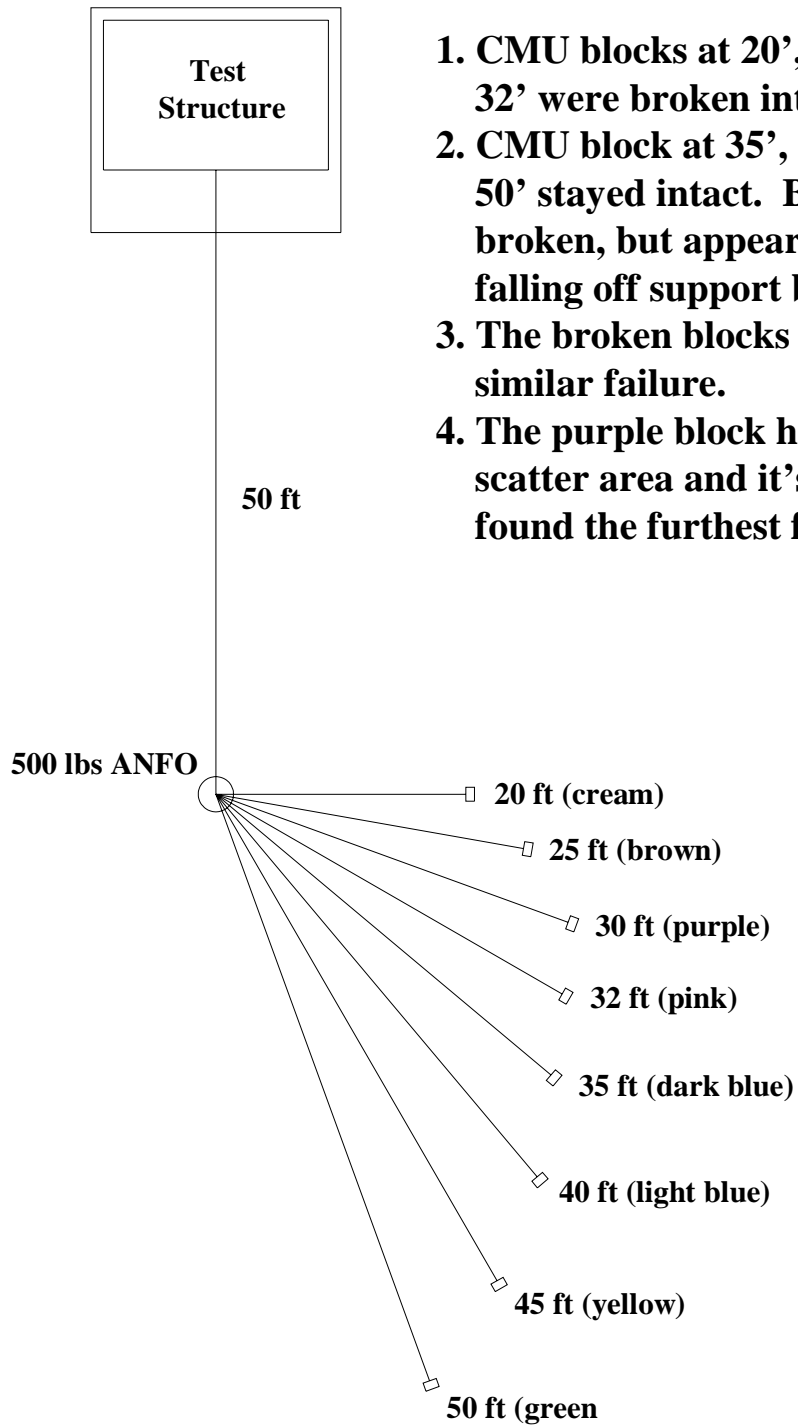 Test
Structure
1. CMU blocks at 20’,
32’ were broken int
2. CMU block at 35’,
50’ stayed intact. B
broken, but appear
falling off support b
3. The broken blocks
similar failure.
4. The purple block h
scatter area and it’s
found the furthest f
50 ft
500 lbs ANFO
20 ft (cream)
25 ft (brown)
30 ft (purple)
32 ft (pink)
35 ft (dark blue)
40 ft (light blue)
45 ft (yellow)
50 ft (green